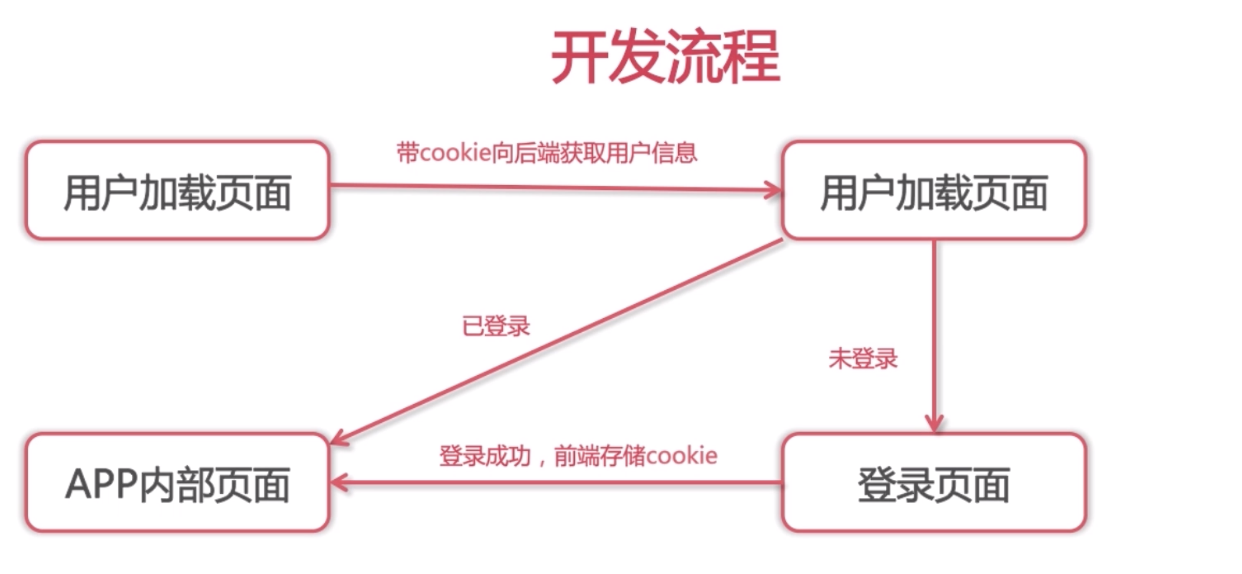 开发流程
带cookie向后端获取用户信息
用户加载页面
用户加载页面
已登录
未登录
登录成功，前端存储cookie
APP内部页面
登录页面